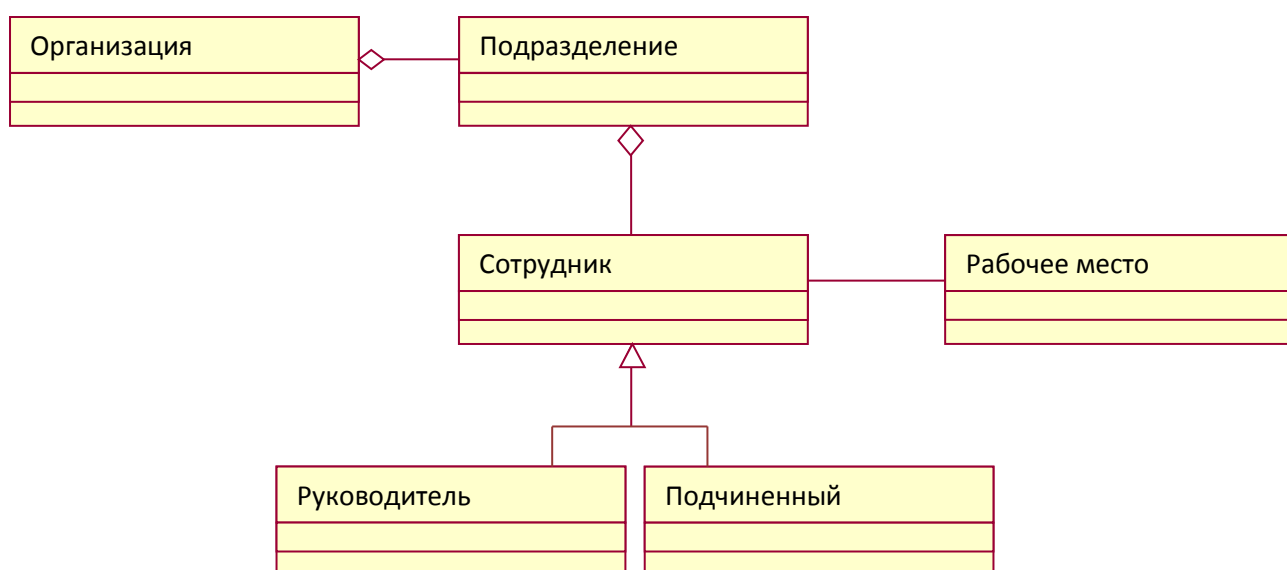 Организация
Подразделение
Сотрудник
Рабочее место
Руководитель
Подчиненный